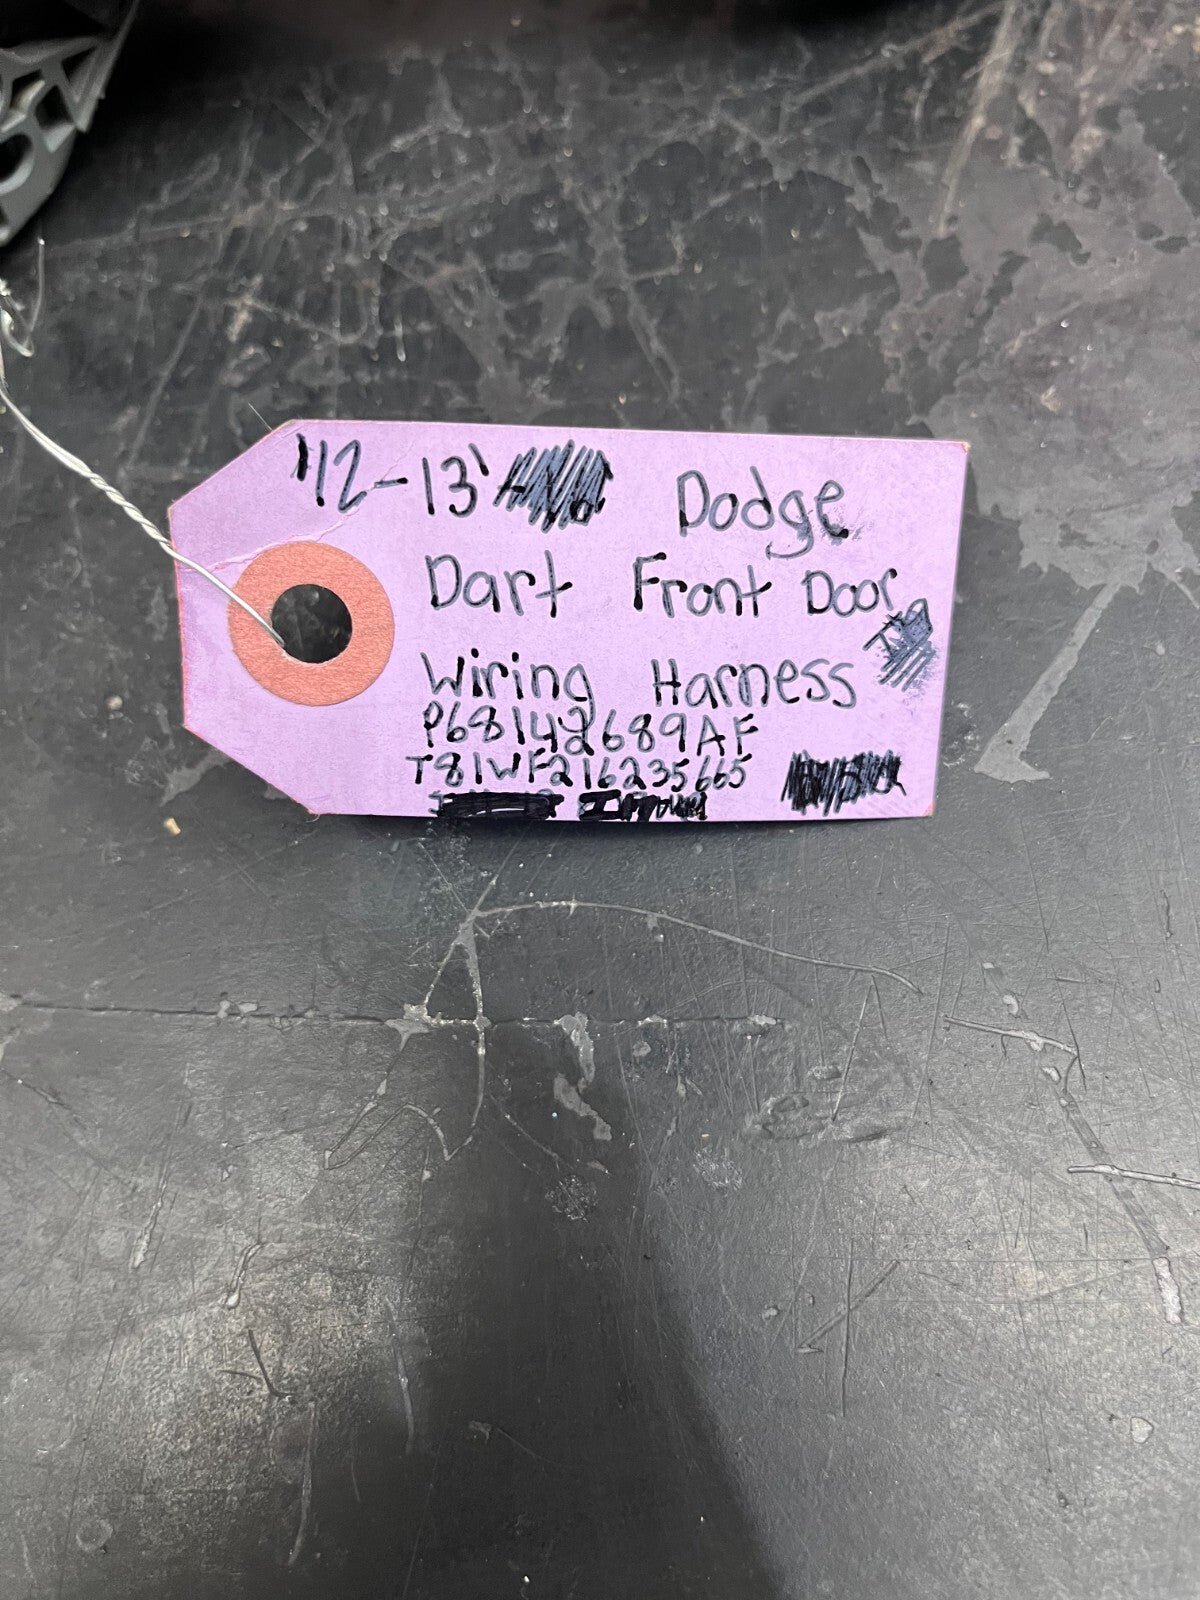 '12-13' Dodge
Dart Front Door
Wiring Harness
P68142689AF
T81WF216235665